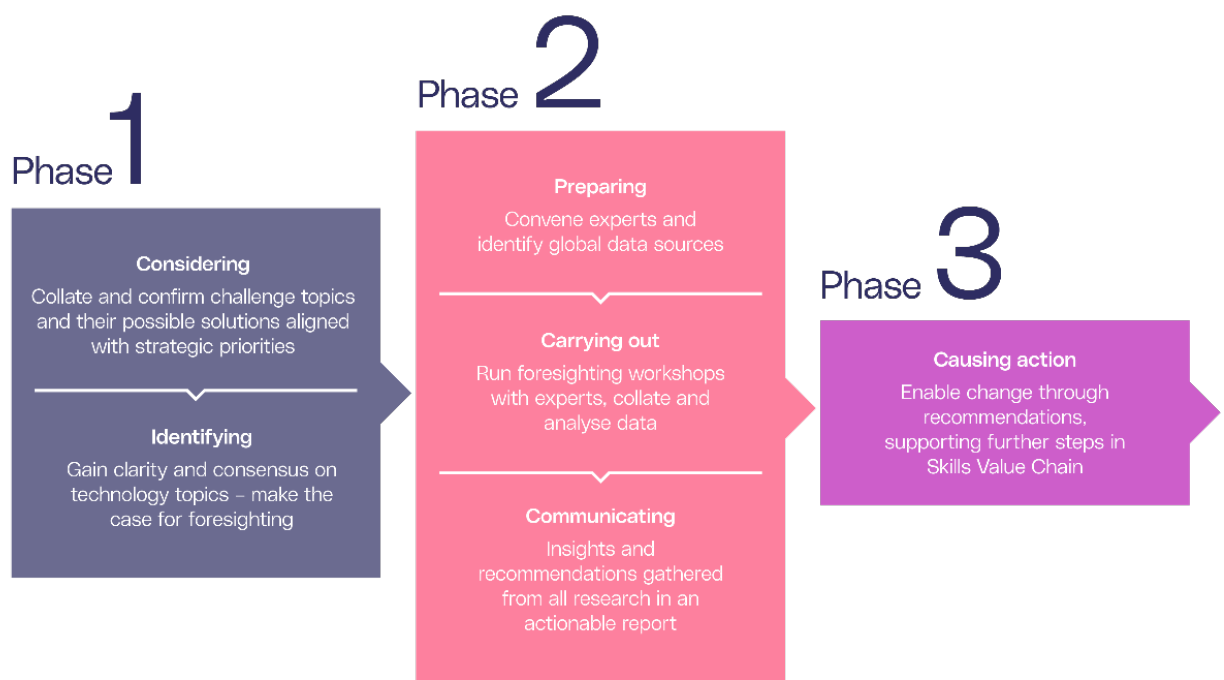 Phase 1
Considering
Collate and confirm challenge topics
and their possible solutions aligned
with strategic priorities
Identifying
Gain clarity and consensus on
technology topics – make the
case for foresighting
Phase 2
Preparing
Convene experts and
identify global data sources
Carrying out
Run foresighting workshops
with experts, collate and
analyse data
Communicating
Insights and
recommendations gathered
from all research in an
actionable report
Phase 3
Causing action
Enable change through
recommendations,
supporting further steps in
Skills Value Chain